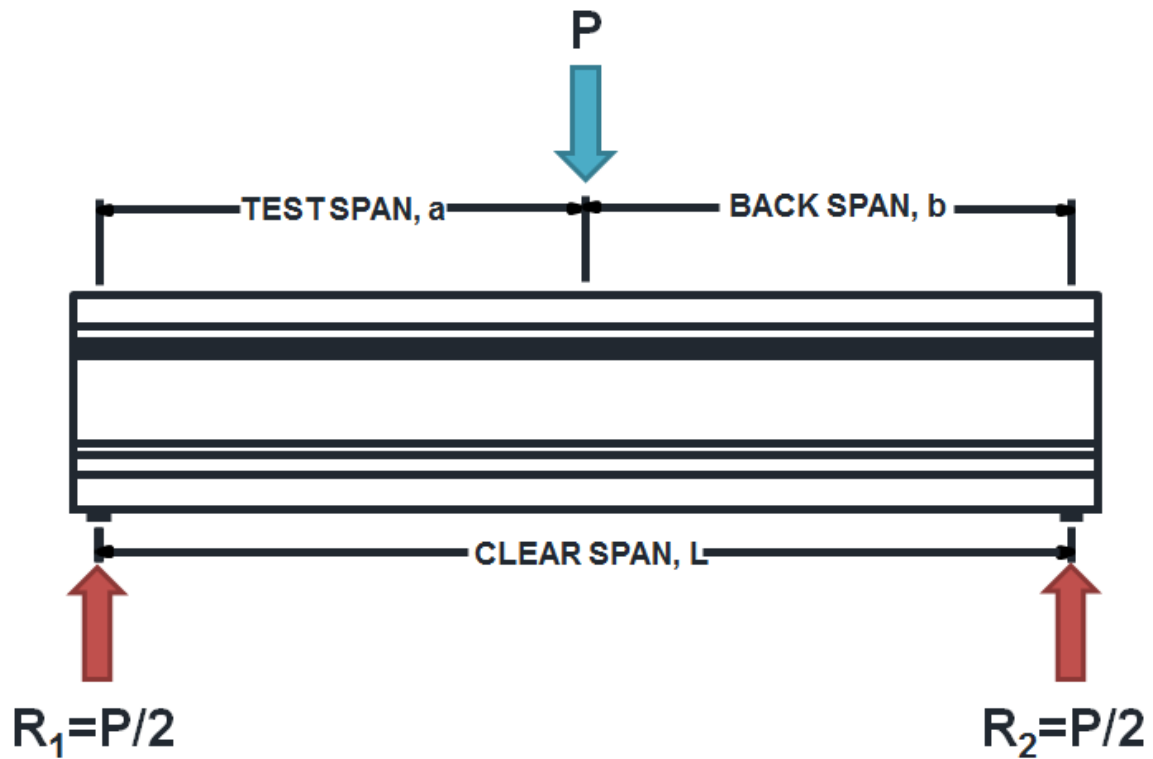 P
TEST SPAN, a
BACK SPAN, b
CLEAR SPAN, L
R₁=P/2
R₂=P/2